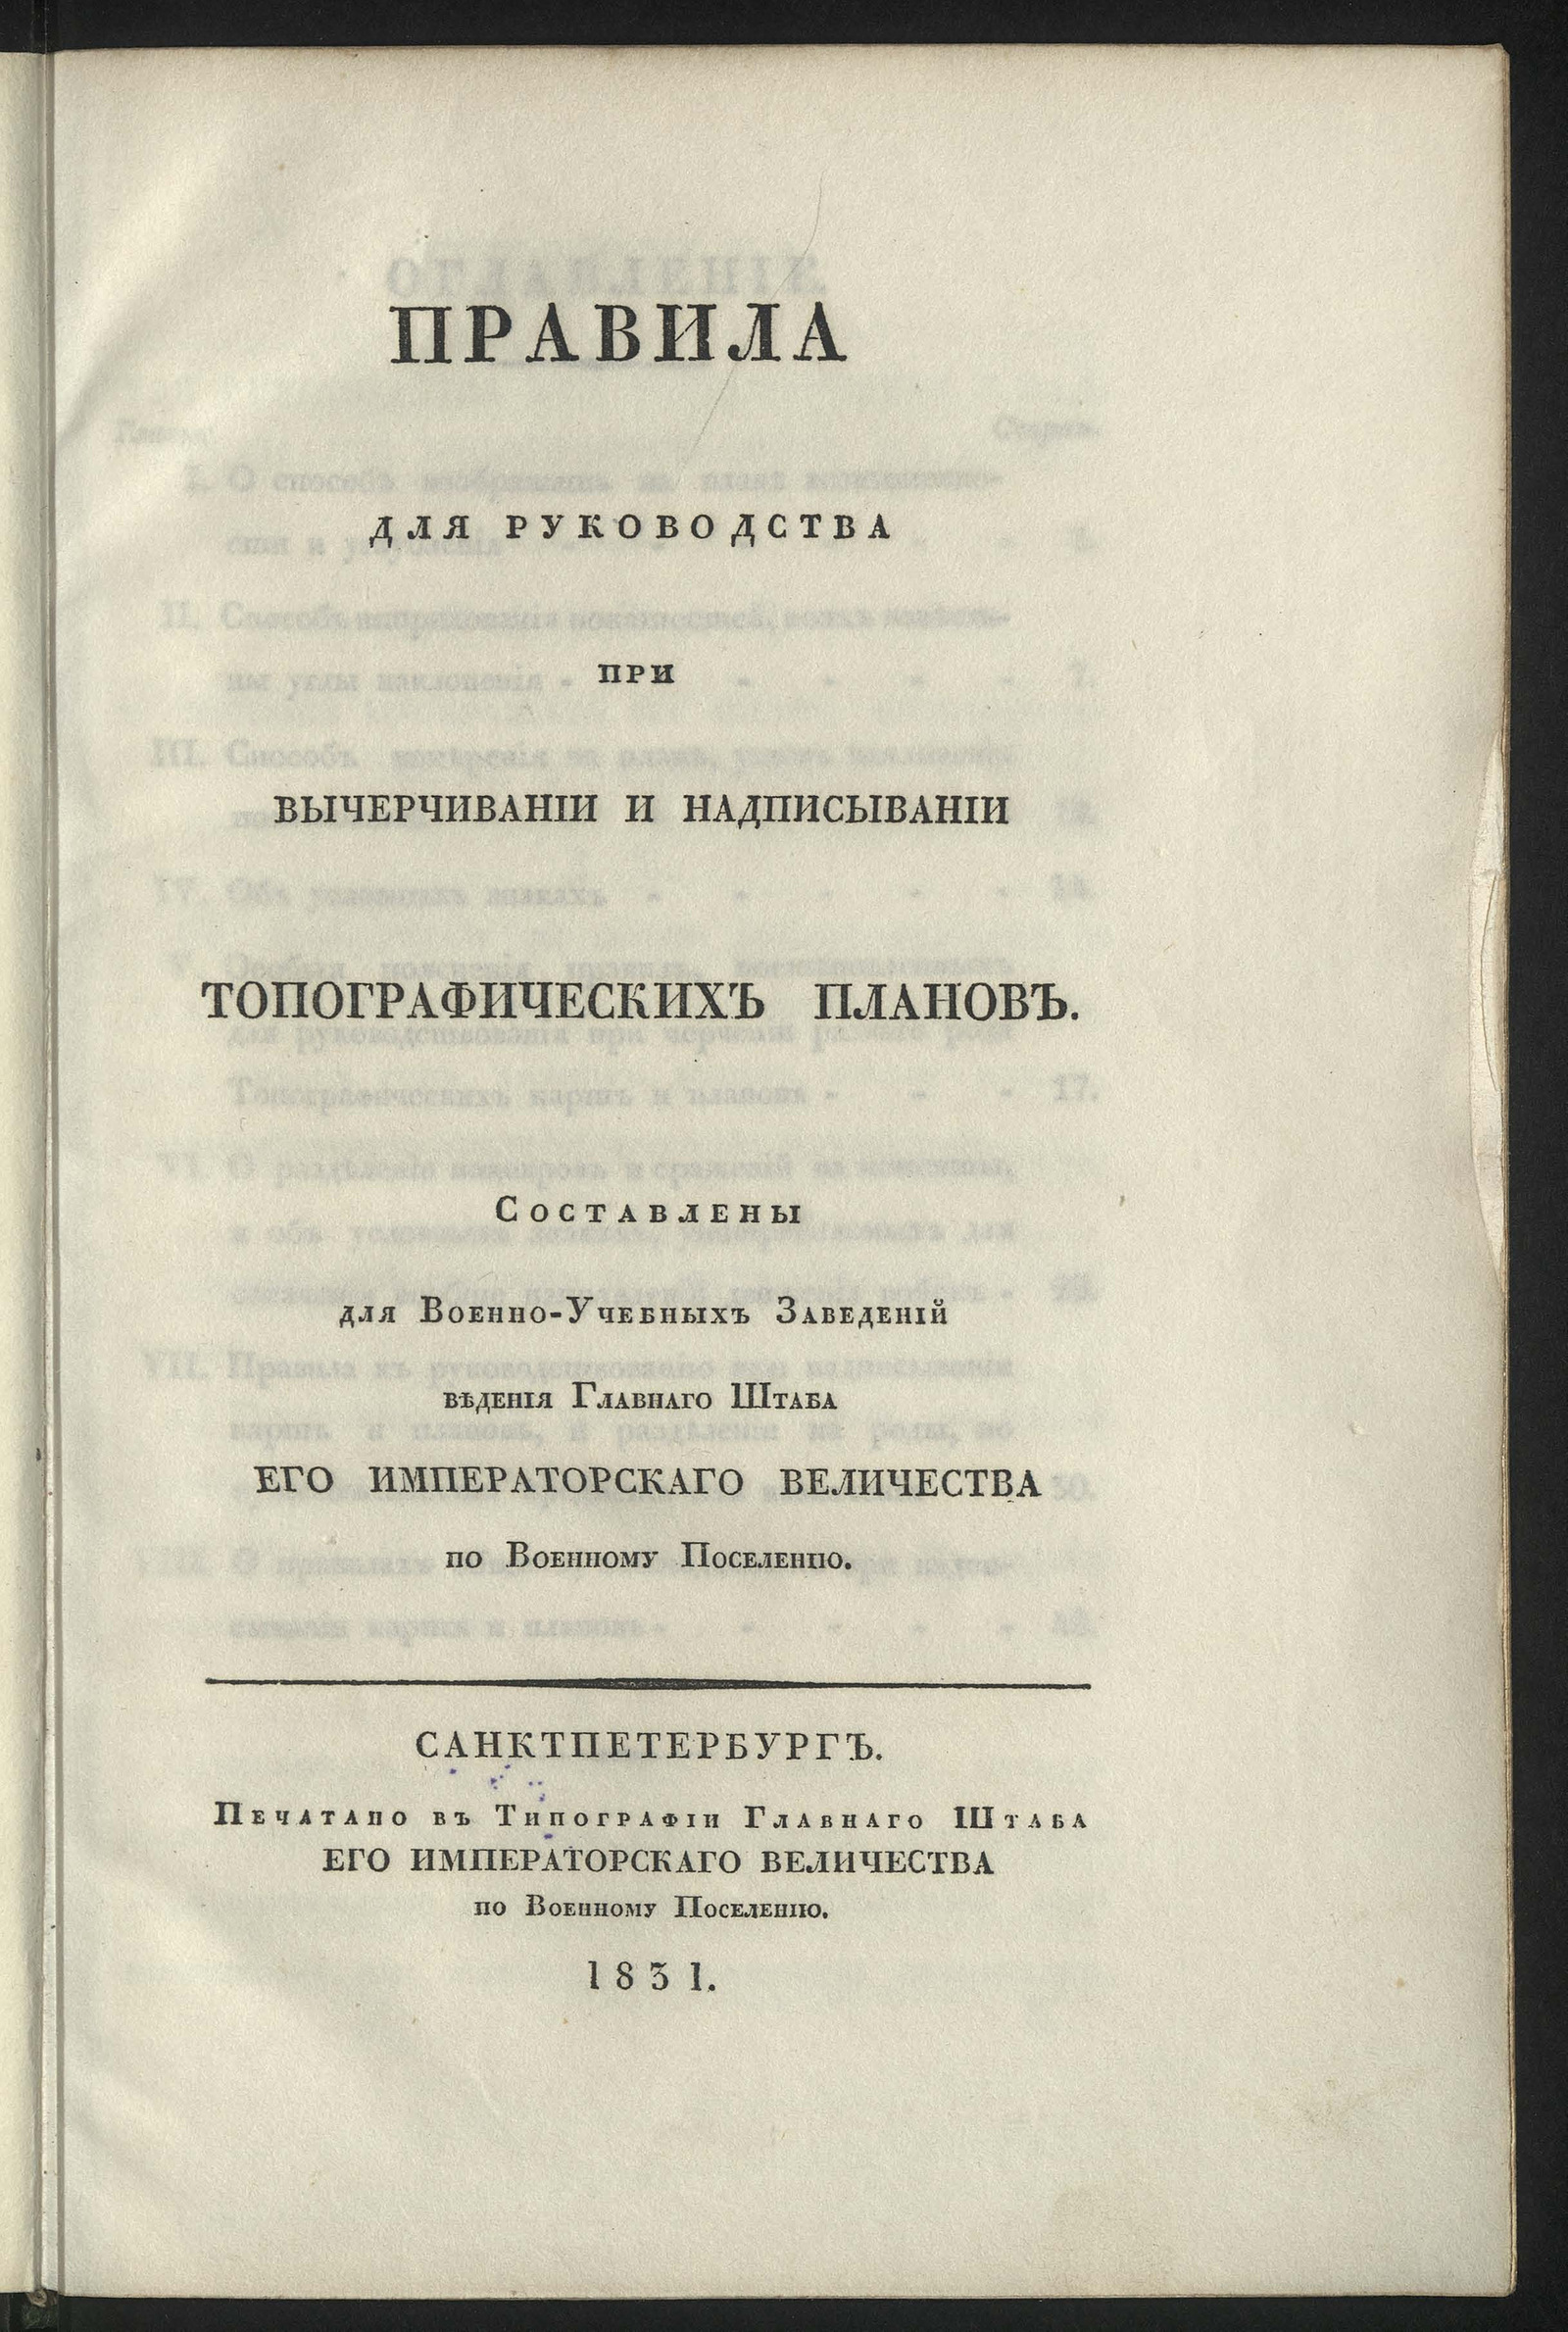 ПРАВИЛА
ДЛЯ РУКОВОДСТВА
ПРИ
ВЫЧЕРЧИВАНІИ И НАДПИСЫВАНІИ
ТОПОГРАФИЧЕСКИХЪ ПЛАНОВЪ.
СОСТАВЛЕНЫ
для Военно-Учебныхъ Заведеній
вѣденія Главнаго Штаба
ЕГО ИМПЕРАТОРСКАГО ВЕЛИЧЕСТВА
по Военному Поселенію.
САНКТПЕТЕРБУРГЪ.
Печатано въ Типографіи Главнаго Штаба
ЕГО ИМПЕРАТОРСКАГО ВЕЛИЧЕСТВА
по Военному Поселенію.
1831.